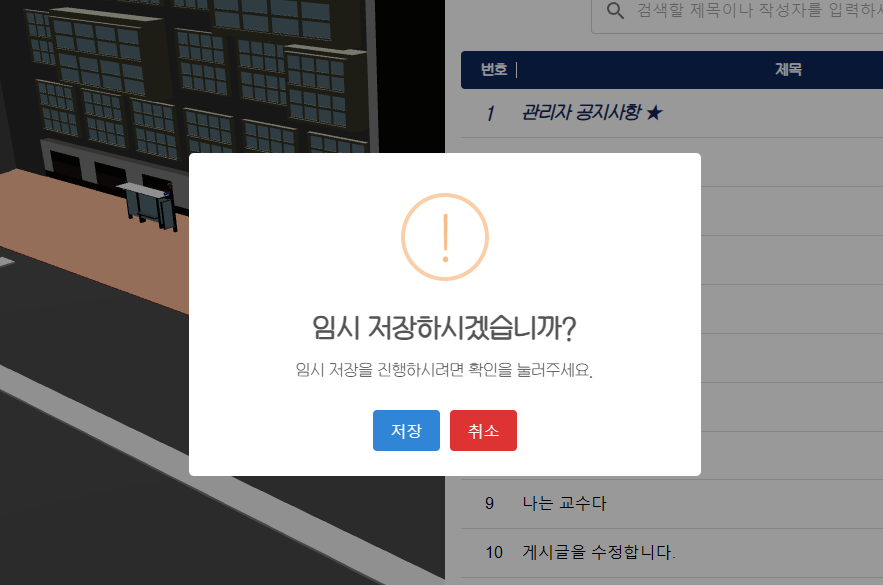 검색할 제목이나 작성자를 입력하세
번호
제목
1 관리자 공지사항 ★
임시 저장하시겠습니까?
임시 저장을 진행하시려면 확인을 눌러주세요.
저장 취소
9 나는 교수다
10 게시글을 수정합니다.